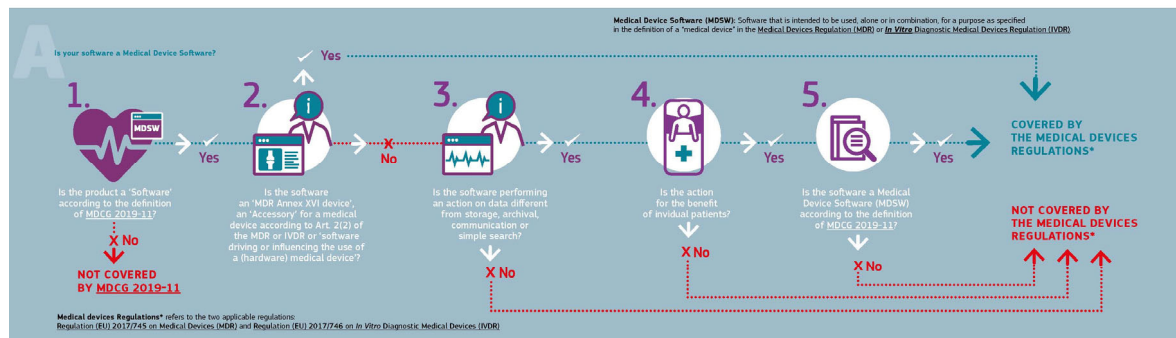 A
Is your software a Medical Device Software?
Medical Device Software (MDSW): Software that is intended to be used, alone or in combination, for a purpose as specified
in the definition of a "medical device" in the Medical Devices Regulation (MDR) or In Vitro Diagnostic Medical Devices Regulation (IVDR)
Yes
1.
MDSW
Yes
Is the product a 'Software'
according to the definition
of MDCG 2019-11?
X No
NOT COVERED
BY MDCG 2019-11
2.
i
X
No
Is the software
an 'MDR Annex XVI device',
an 'Accessory' for a medical
device according to Art. 2(2) of
the MDR or IVDR or 'software
driving or influencing the use of
a (hardware) medical device'?
3.
i
Yes
Is the software performing
an action on data different
from storage, archival,
communication or
simple search?
X No
4.
Yes
Is the action
for the benefit
of invidual patients?
X No
5.
Yes
Is the software a Medical
Device Software (MDSW)
according to the definition
of MDCG 2019-11?
X No
COVERED BY
THE MEDICAL DEVICES
REGULATIONS*
NOT COVERED BY
THE MEDICAL DEVICES
REGULATIONS*
Medical devices Regulations* refers to the two applicable regulations:
Regulation (EU) 2017/745 on Medical Devices (MDR) and Regulation (EU) 2017/746 on In Vitro Diagnostic Medical Devices (IVDR)